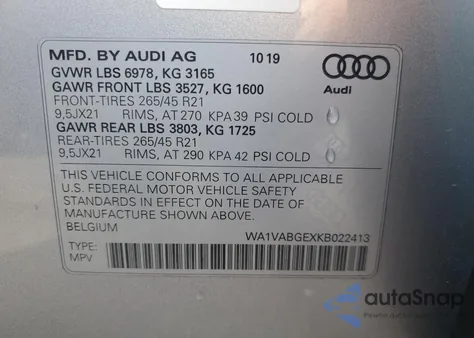 MFD. BY AUDI AG 10 19
GVWR LBS 6978, KG 3165
GAWR FRONT LBS 3527, KG 1600
Audi
FRONT-TIRES 265/45 R21
9,5JX21 RIMS, AT 270 KPA 39 PSI COLD
GAWR REAR LBS 3803, KG 1725
REAR-TIRES 265/45 R21
9,5JX21 RIMS, AT 290 KPA 42 PSI COLD
THIS VEHICLE CONFORMS TO ALL APPLICABLE
U.S. FEDERAL MOTOR VEHICLE SAFETY
STANDARDS IN EFFECT ON THE DATE OF
MANUFACTURE SHOWN ABOVE.
BELGIUM WA1VABGEXKB022413
TYPE:
MPV
autoSnap